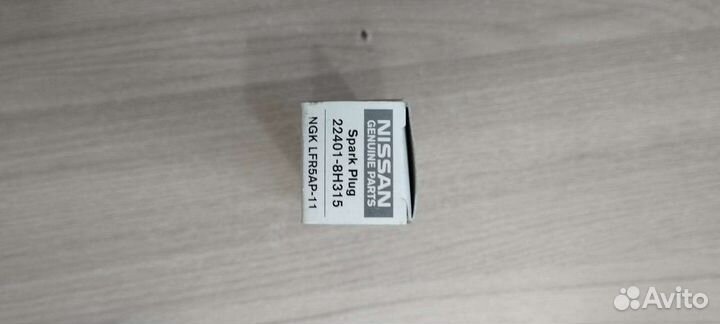 NISSAN
GENUINE PARTS
Spark Plug
22401-8H315
NGK LFR5AP-11
Avito